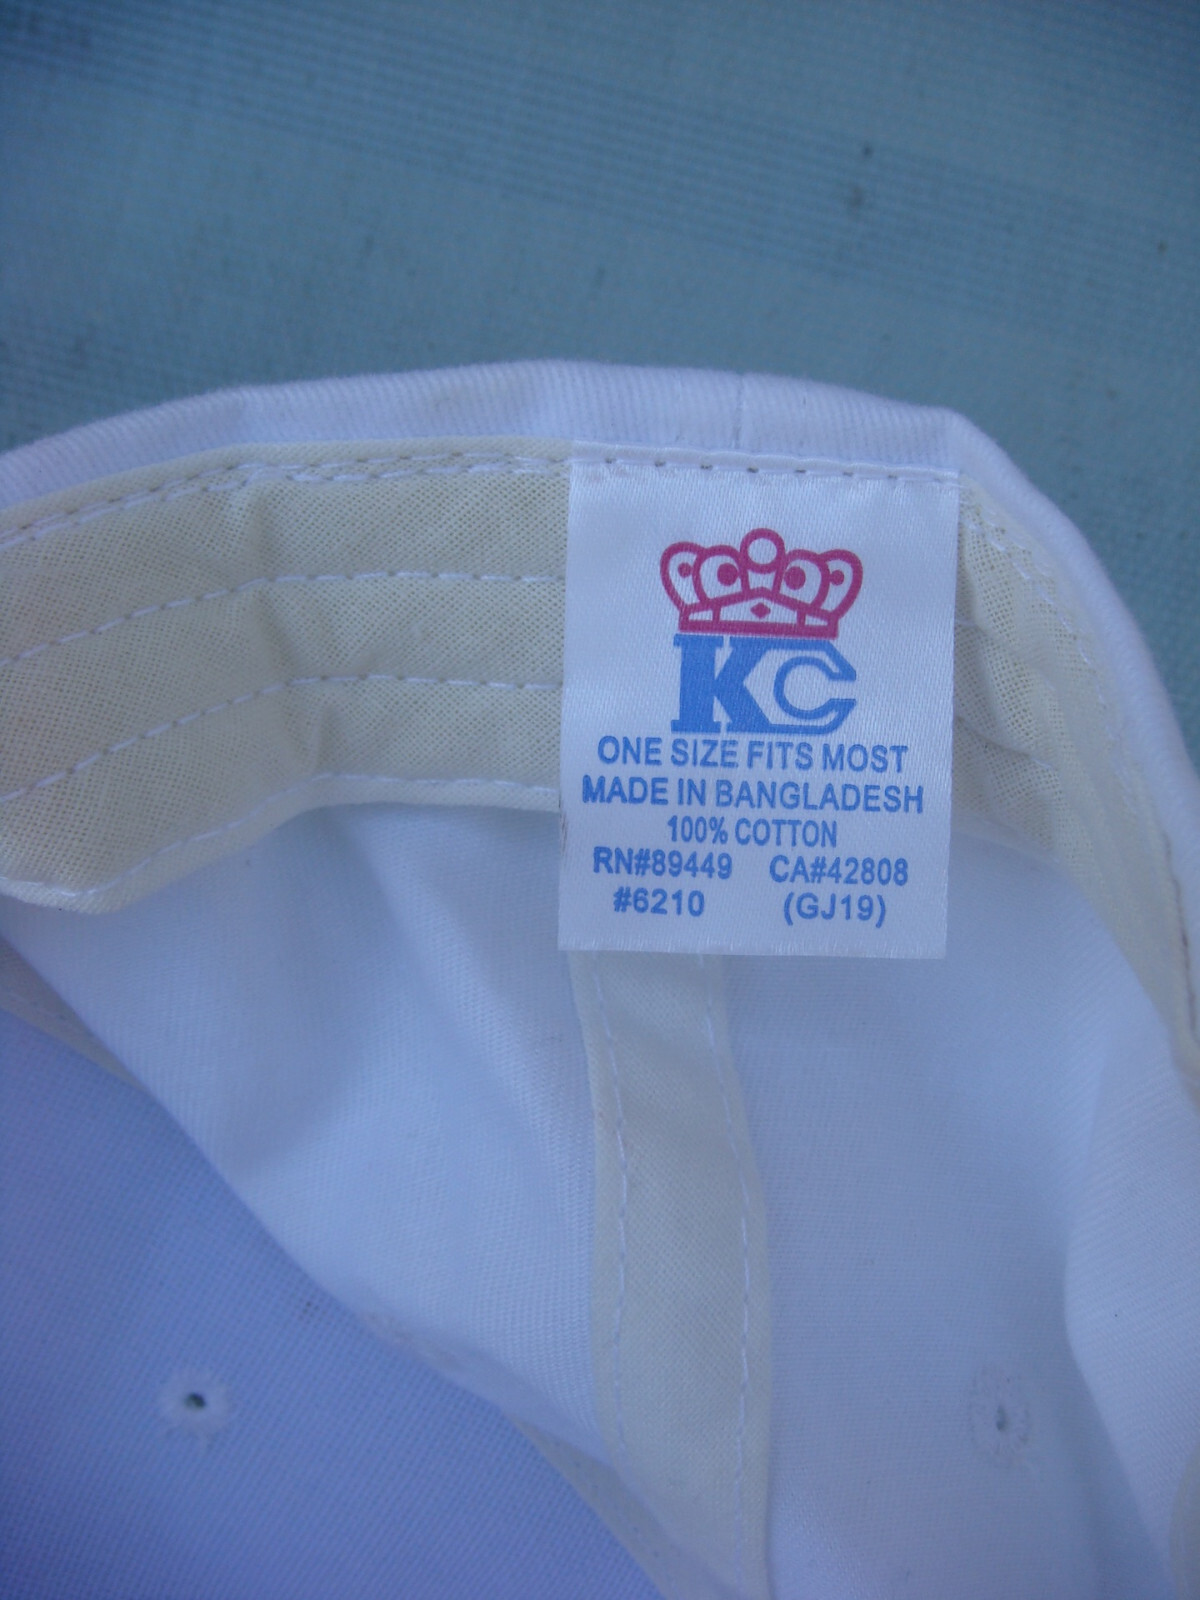 KC
ONE SIZE FITS MOST
MADE IN BANGLADESH
100% COTTON
RN#89449 CA#42808
#6210 (GJ19)